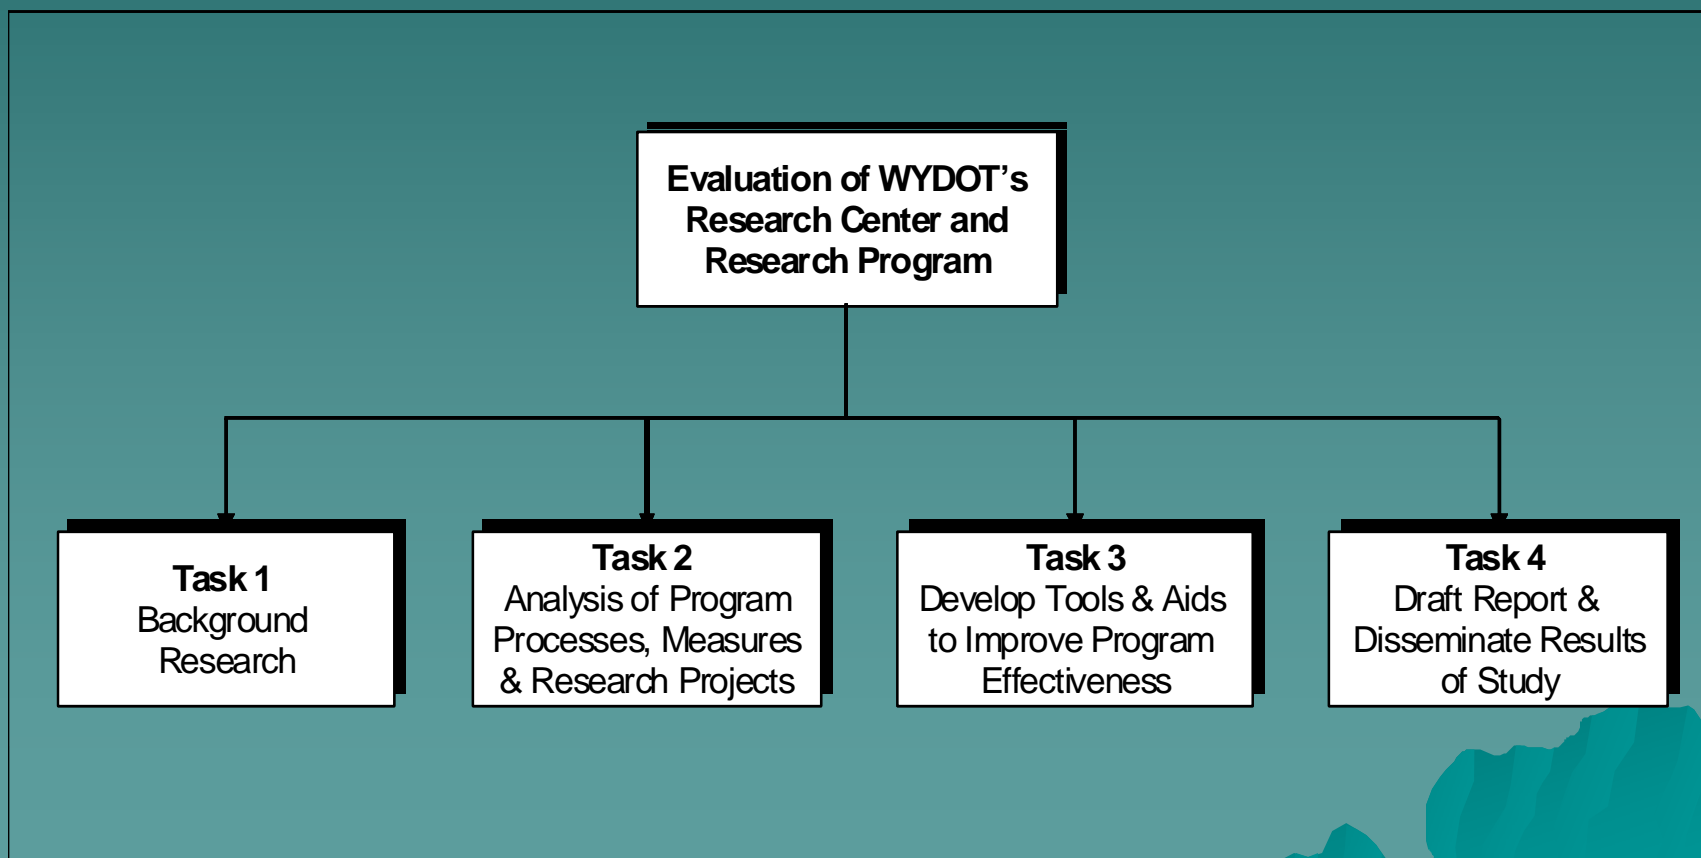 Evaluation of WYDOT’s
Research Center and
Research Program
Task 1
Background
Research
Task 2
Analysis of Program
Processes, Measures
& Research Projects
Task 3
Develop Tools & Aids
to Improve Program
Effectiveness
Task 4
Draft Report &
Disseminate Results
of Study